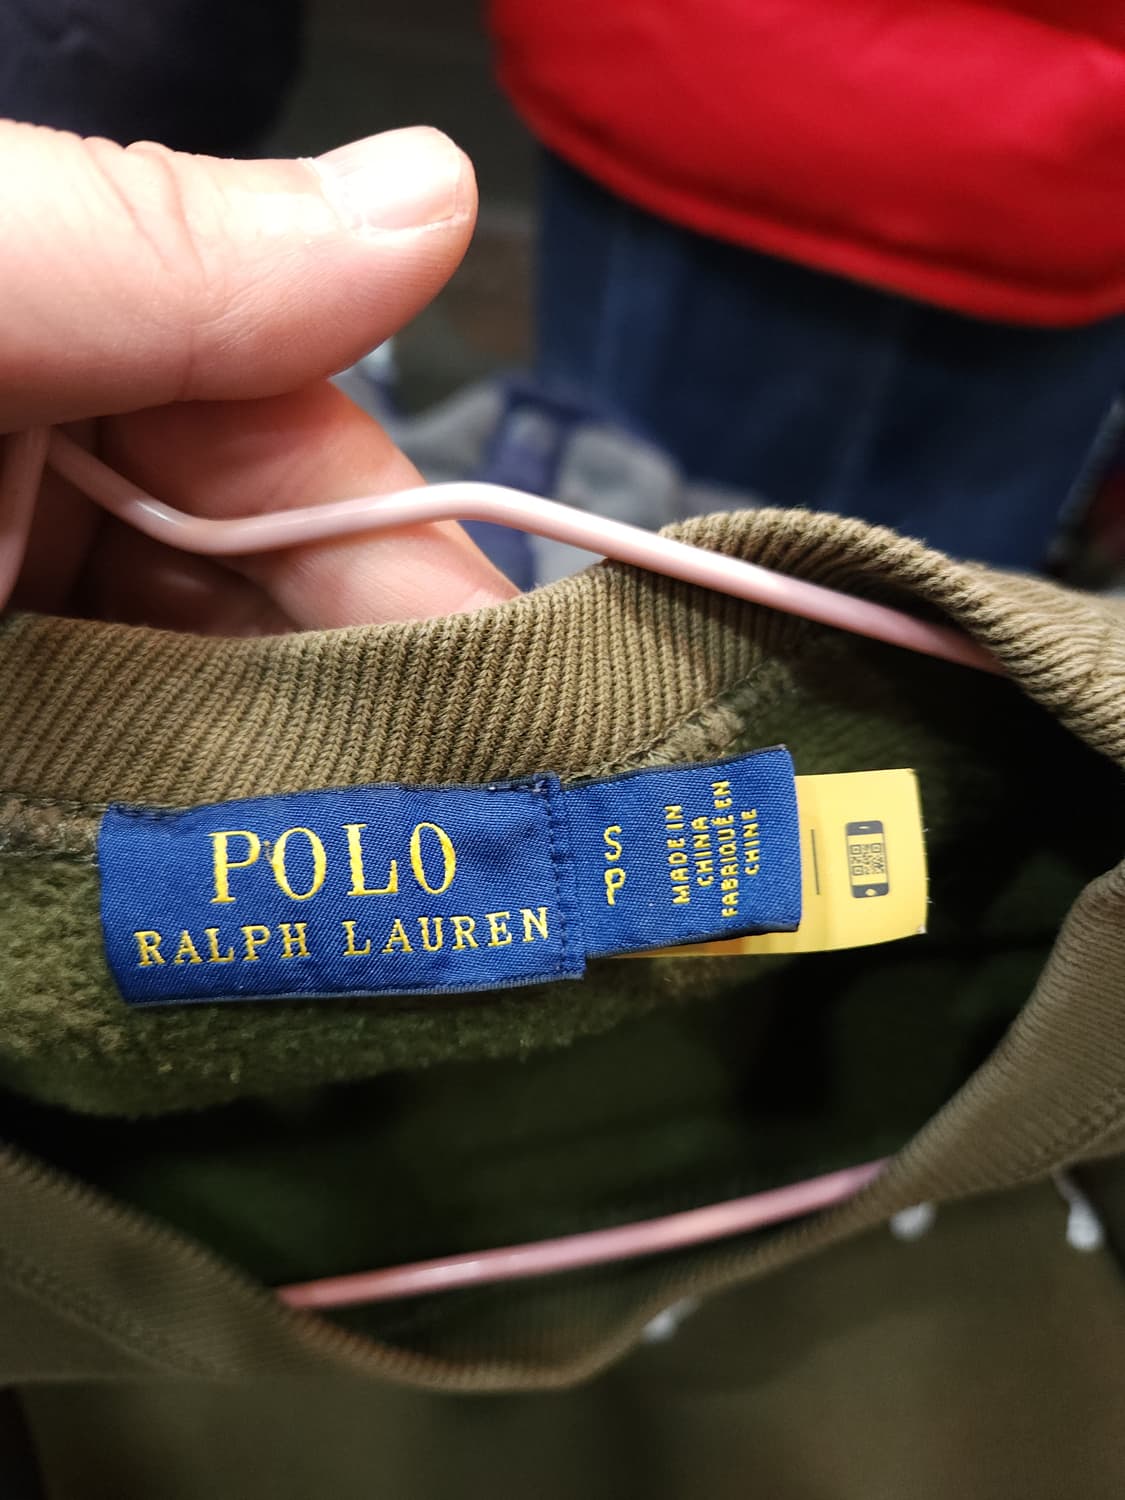 POLO
RALPH LAUREN
S
P
MADE IN
CHINA
FABRIQUÉ EN
CHINE